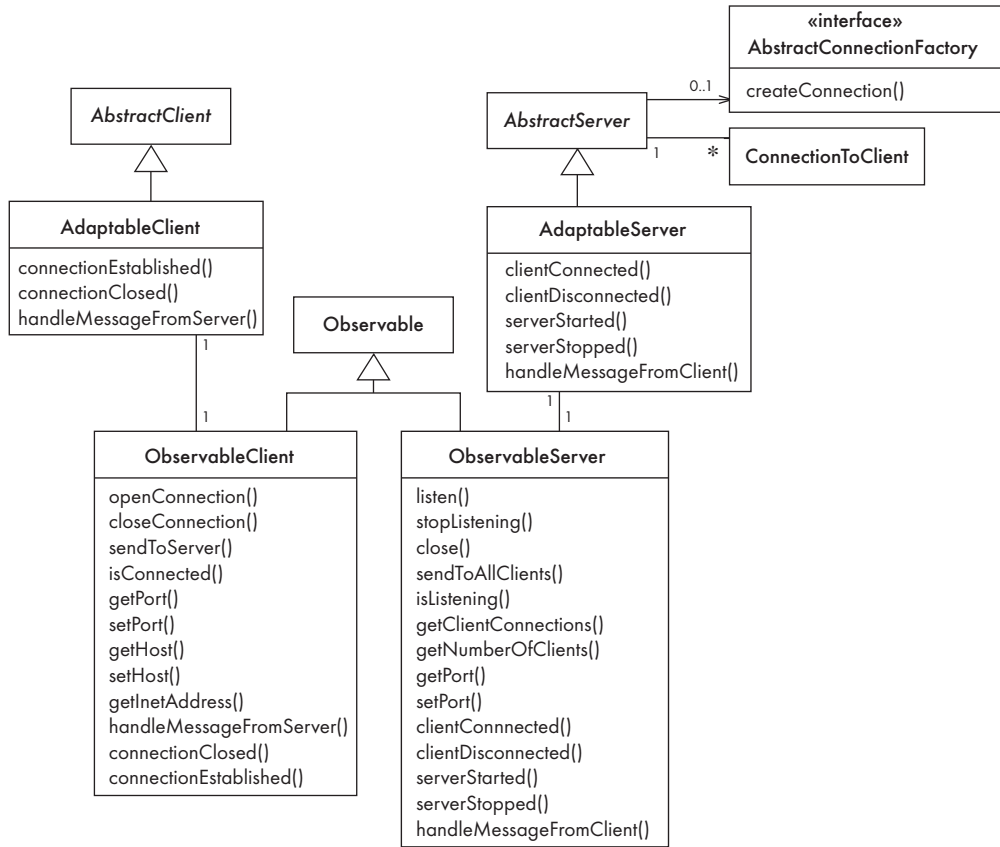 «interface»
AbstractConnectionFactory
createConnection()
AbstractClient
AbstractServer
0..1
1
*
ConnectionToClient
AdaptableClient
connectionEstablished()
connectionClosed()
handleMessageFromServer()
1
1
AdaptableServer
clientConnected()
clientDisconnected()
serverStarted()
serverStopped()
handleMessageFromClient()
1
1
Observable
ObservableClient
openConnection()
closeConnection()
sendToServer()
isConnected()
getPort()
setPort()
getHost()
setHost()
getInetAddress()
handleMessageFromServer()
connectionClosed()
connectionEstablished()
ObservableServer
listen()
stopListening()
close()
sendToAllClients()
isListening()
getClientConnections()
getNumberOfClients()
getPort()
setPort()
clientConnnected()
clientDisconnected()
serverStarted()
serverStopped()
handleMessageFromClient()